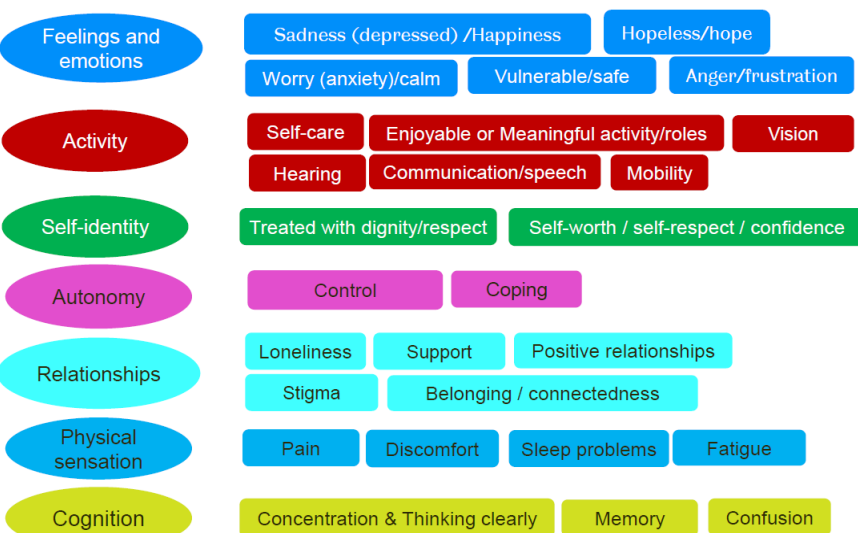 Feelings and
emotions
Sadness (depressed) /Happiness
Hopeless/hope
Worry (anxiety)/calm
Vulnerable/safe
Anger/frustration
Activity
Self-care
Enjoyable or Meaningful activity/roles
Vision
Hearing
Communication/speech
Mobility
Self-identity
Treated with dignity/respect
Self-worth / self-respect / confidence
Autonomy
Control
Coping
Relationships
Loneliness
Support
Positive relationships
Stigma
Belonging / connectedness
Physical
sensation
Pain
Discomfort
Sleep problems
Fatigue
Cognition
Concentration & Thinking clearly
Memory
Confusion